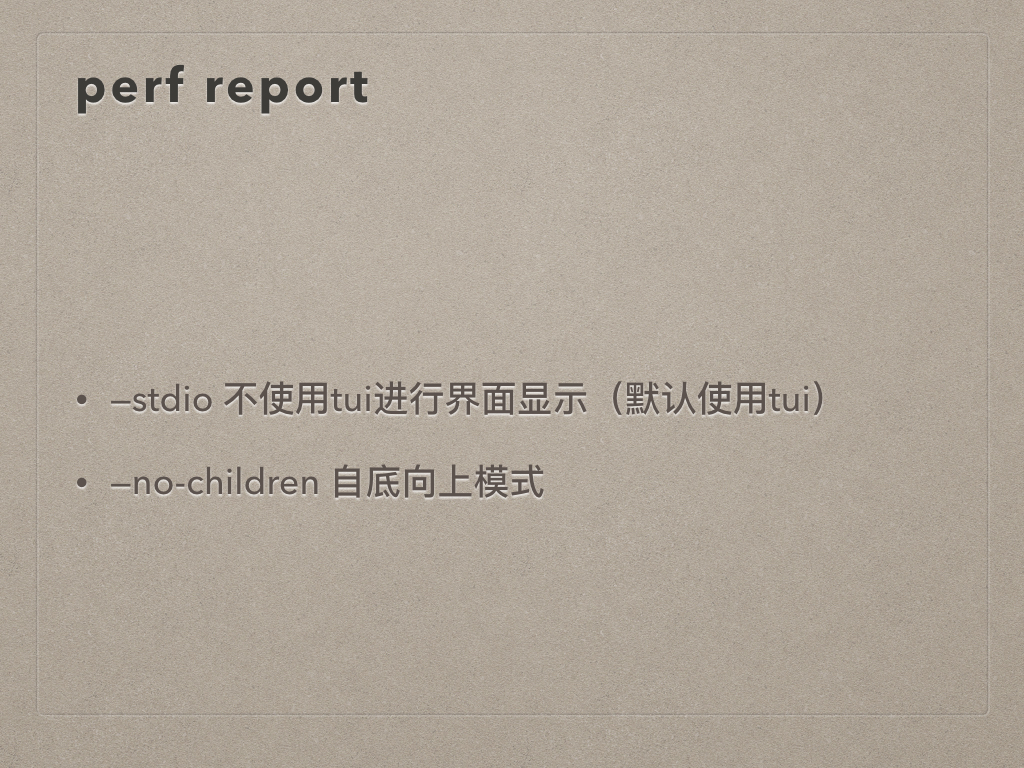 perf report
• —stdio 不使用tui进行界面显示（默认使用tui）
• —no-children 自底向上模式